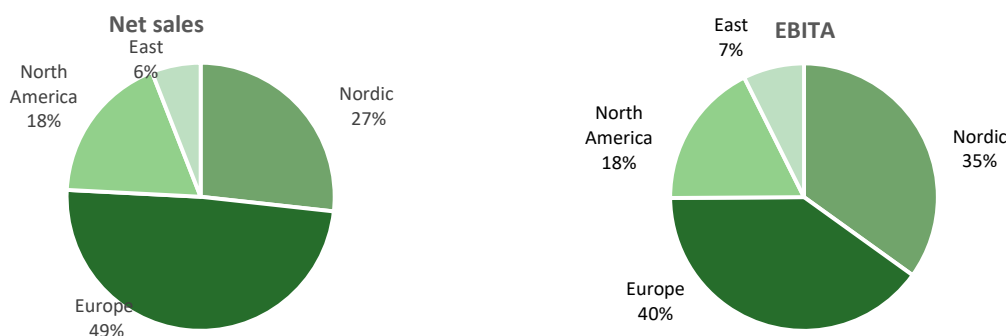 Net sales
East
6%
North
America
18%
Nordic
27%
Europe
49%
EBITA
East
7%
North
America
18%
Nordic
35%
Europe
40%